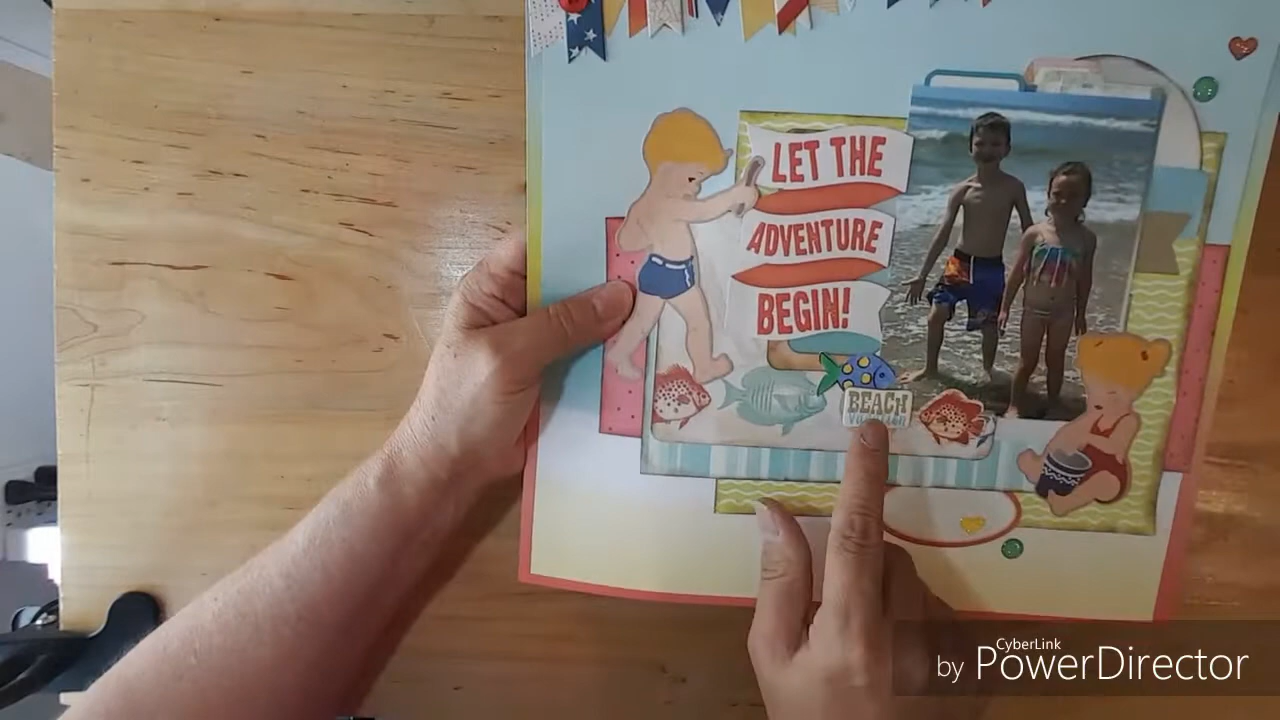 LET THE
ADVENTURE
BEGIN!
BEACH
CyberLink
by PowerDirector